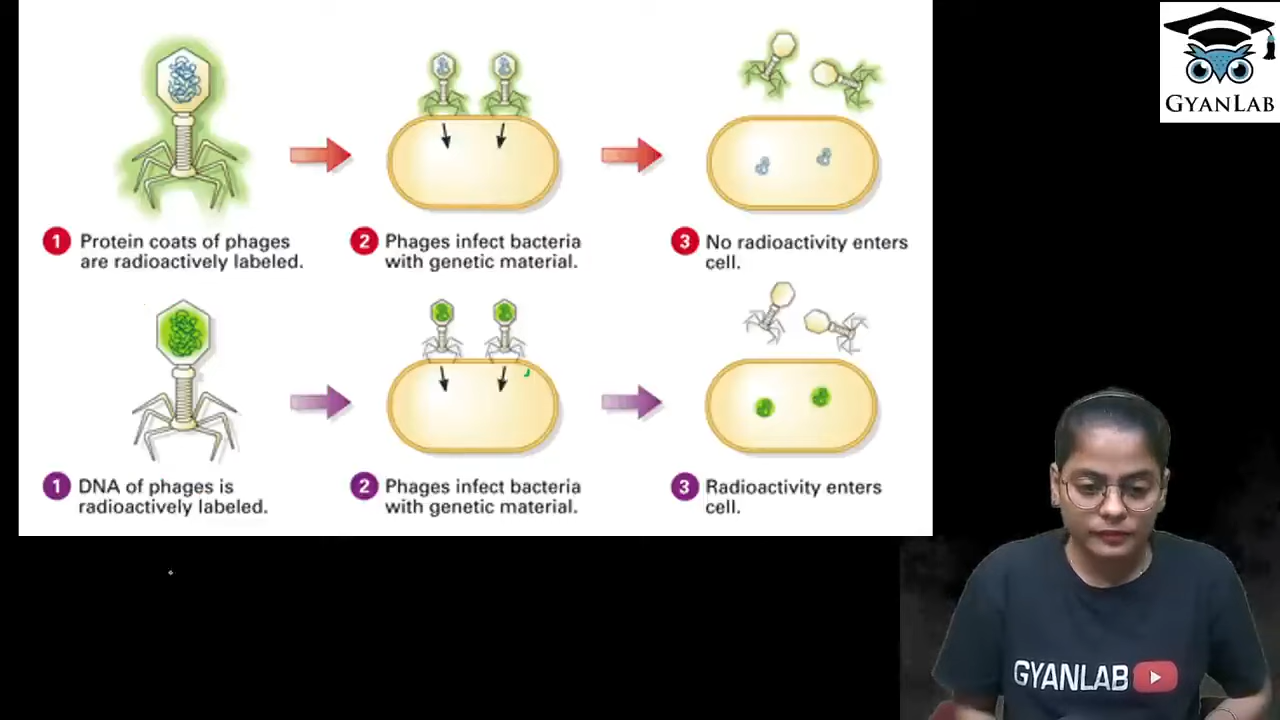 GYANLAB
1 Protein coats of phages
are radioactively labeled.
2 Phages infect bacteria
with genetic material.
3 No radioactivity enters
cell.
1 DNA of phages is
radioactively labeled.
2 Phages infect bacteria
with genetic material.
3 Radioactivity enters
cell.
GYANLAB